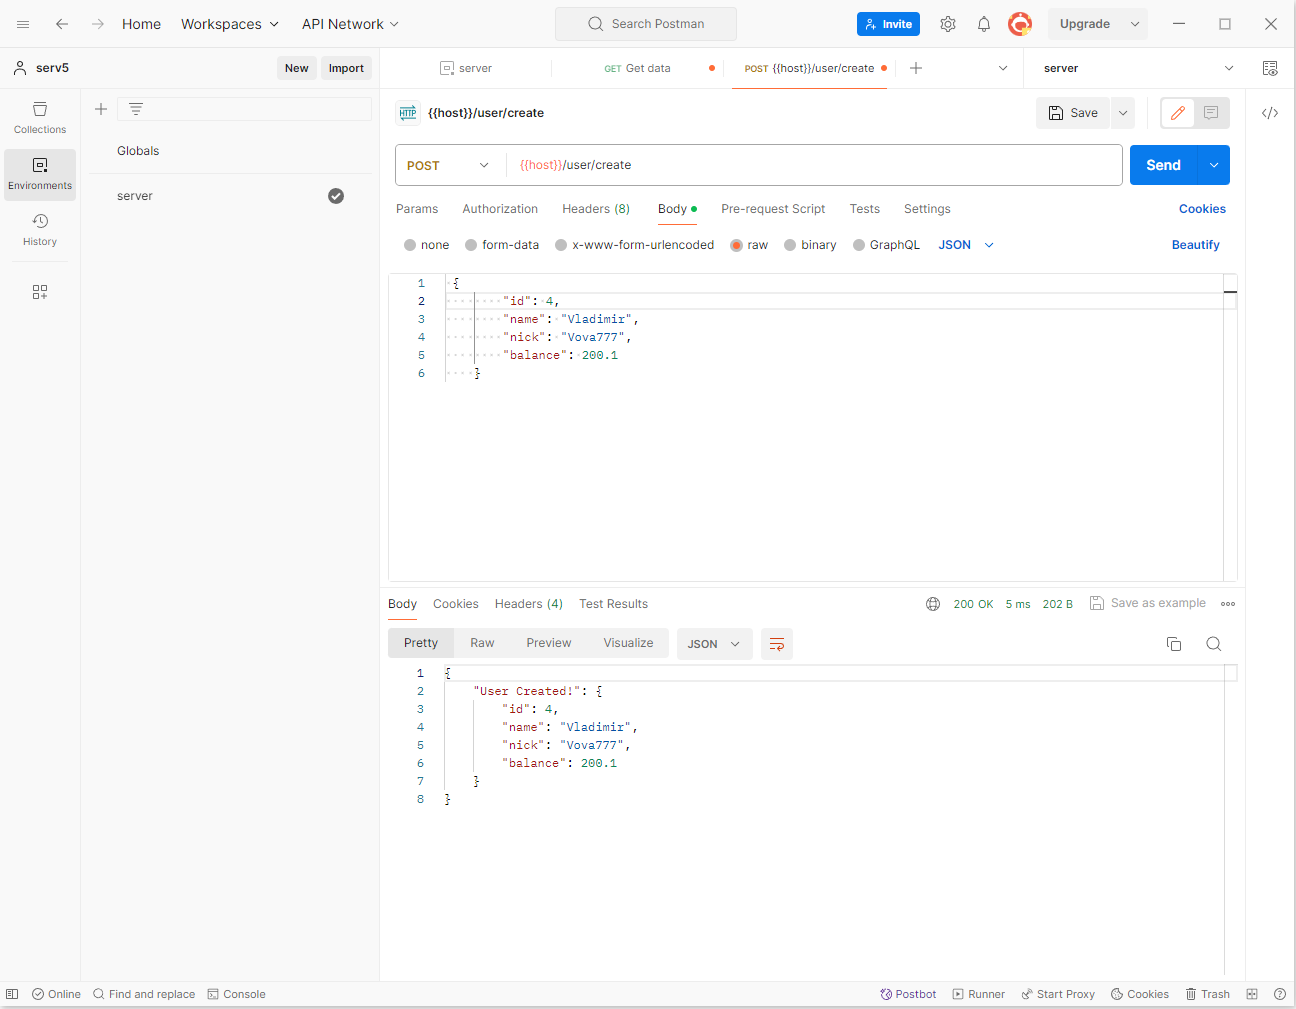 Home Workspaces API Network Search Postman Invite Upgrade
serv5 New Import server GET Get data POST {{host}}/user/create server
Collections
Environments
History
Globals
server
HTTP {{host}}/user/create Save
POST {{host}}/user/create Send
Params Authorization Headers (8) Body Pre-request Script Tests Settings Cookies
none form-data x-www-form-urlencoded raw binary GraphQL JSON Beautify
1 {
2 "id": 4,
3 "name": "Vladimir",
4 "nick": "Vova777",
5 "balance": 200.1
6 }
Body Cookies Headers (4) Test Results 200 OK 5 ms 202 B Save as example
Pretty Raw Preview Visualize JSON
1 {
2 "User Created!": {
3 "id": 4,
4 "name": "Vladimir",
5 "nick": "Vova777",
6 "balance": 200.1
7 }
8 }
Online Find and replace Console Postbot Runner Start Proxy Cookies Trash